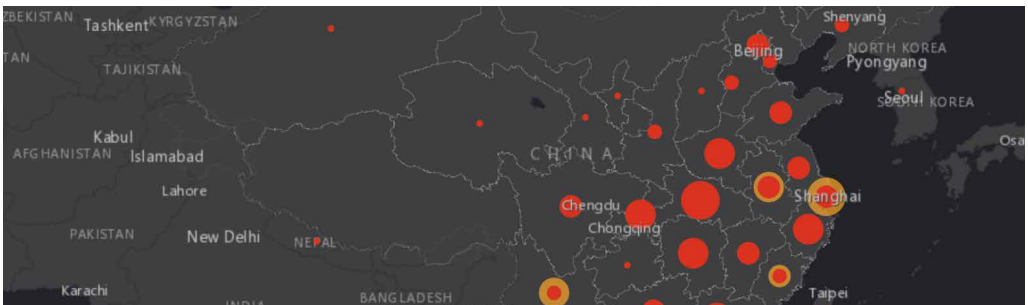 ZBEKISTAN
Tashkent
KYRGYZSTAN
Shenyang
Beijing
NORTH KOREA
Pyongyang
TAN
TAJIKISTAN
Seoul
SOUTH KOREA
Kabul
AFGHANISTAN
Islamabad
CHINA
Osa
Lahore
Chengdu
Shanghai
Chongqing
PAKISTAN
New Delhi
NEPAL
Karachi
BANGLADESH
Taipei
INDIA